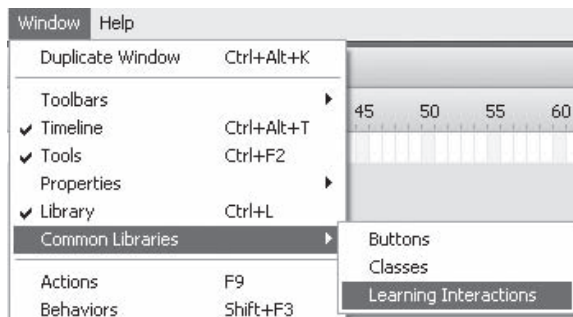 Window Help
Duplicate Window Ctrl+Alt+K
Toolbars
45 50 55 60
Timeline Ctrl+Alt+T
Tools Ctrl+F2
Properties
Library Ctrl+L
Common Libraries
Buttons
Classes
Learning Interactions
Actions F9
Behaviors Shift+F3